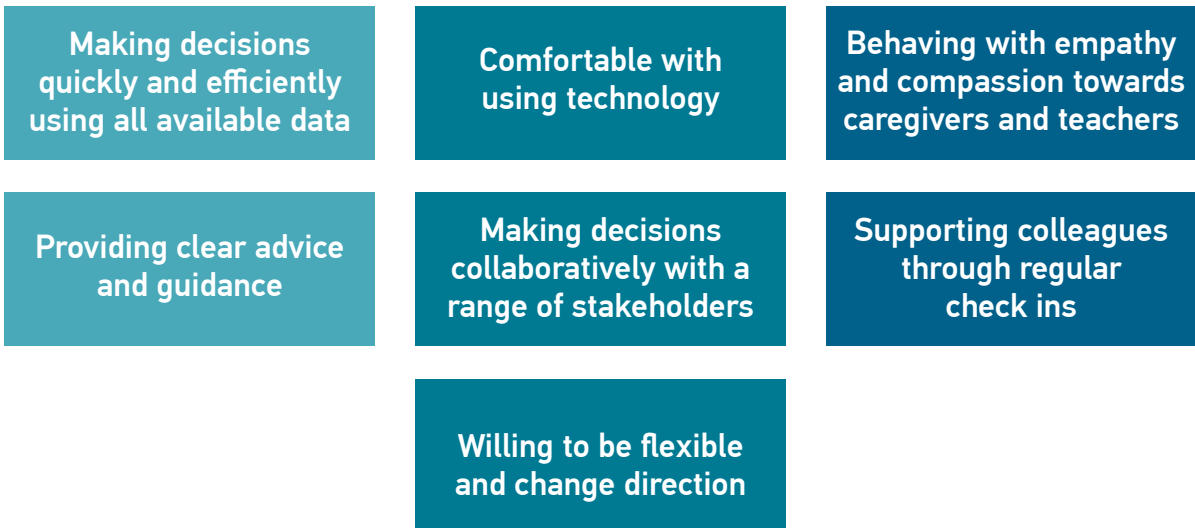 Making decisions
quickly and efficiently
using all available data
Comfortable with
using technology
Behaving with empathy
and compassion towards
caregivers and teachers
Providing clear advice
and guidance
Making decisions
collaboratively with a
range of stakeholders
Supporting colleagues
through regular
check ins
Willing to be flexible
and change direction